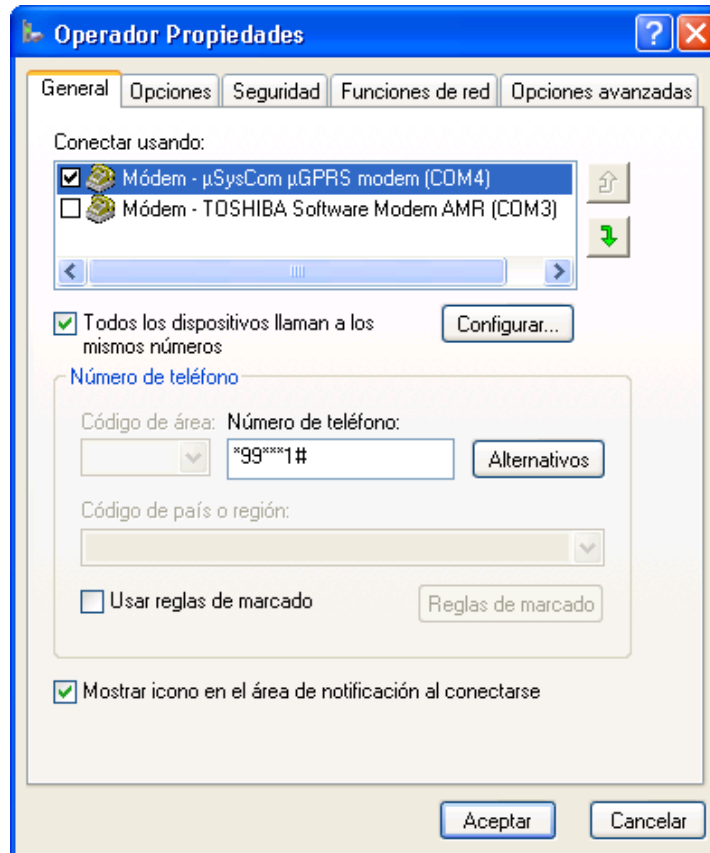 Operador Propiedades
General Opciones Seguridad Funciones de red Opciones avanzadas
Conectar usando:
Módem - µSysCom µGPRS modem (COM4)
Módem - TOSHIBA Software Modem AMR (COM3)
Todos los dispositivos llaman a los
mismos números
Configurar...
Número de teléfono
Código de área: Número de teléfono:
*99***1#
Alternativos
Código de país o región:
Usar reglas de marcado
Reglas de marcado
Mostrar icono en el área de notificación al conectarse
Aceptar Cancelar